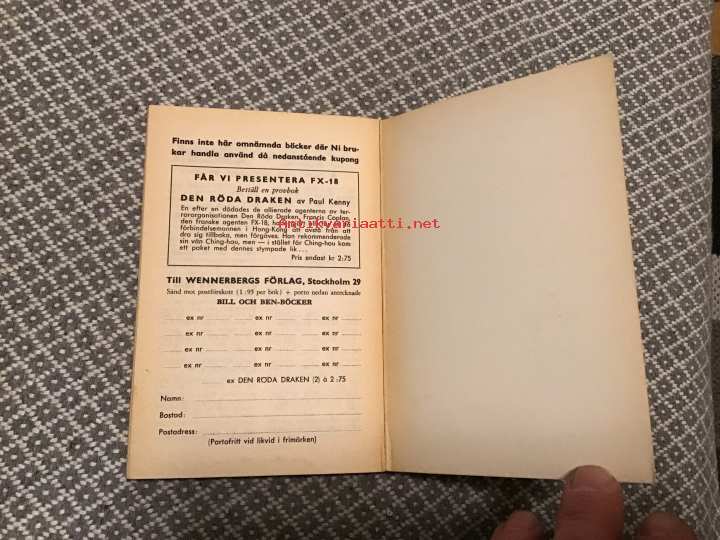 Finns inte här omnämnda böcker där Ni bru-
kar handla använd då nedanstående kupong
FÅR VI PRESENTERA FX-18
Beställ en provbok
DEN RÖDA DRAKEN av Paul Kenny
En efter en dödades de allierade agenterna av ter-
rororganisationen Den Röda Draken. Francis Coplan,
den franske agenten FX-18,
förbindelsemannen i Hong-Kong att avstå från att
dra sig tillbaka, men förgäves. Han rekommenderade
sin vän Ching-hou, men — i stället för Ching-hou kom
ett paket med dennes stympade lik....
Pris endast kr 2:75
Antikvariaatti.net
Till WENNERBERGS FÖRLAG, Stockholm 29
Sänd mot postförskott (1:95 per bok) + porto nedan antecknade
BILL OCH BEN-BÖCKER
ex nr ex nr ex nr
ex nr ex nr ex nr
ex nr ex nr ex nr
ex nr ex nr ex nr
ex DEN RÖDA DRAKEN (2) à 2:75
Namn:
Bostad:
Postadress:
(Portofritt vid likvid i frimärken)